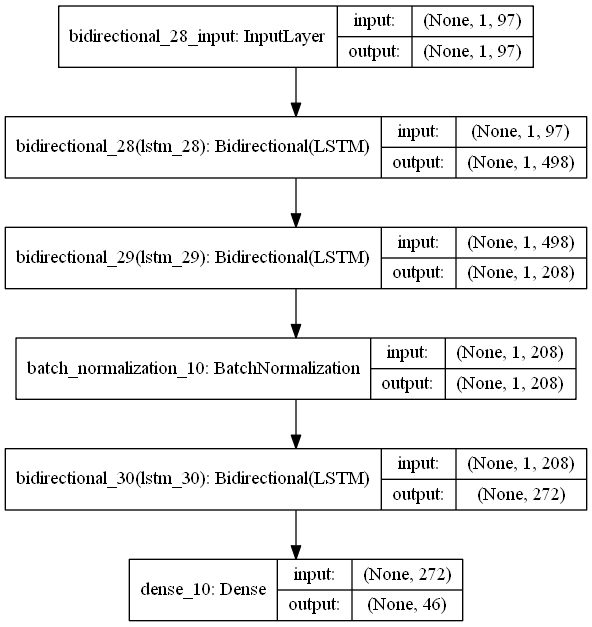 bidirectional_28_input: InputLayer
input: (None, 1, 97)
output: (None, 1, 97)
bidirectional_28(lstm_28): Bidirectional(LSTM)
input: (None, 1, 97)
output: (None, 1, 498)
bidirectional_29(lstm_29): Bidirectional(LSTM)
input: (None, 1, 498)
output: (None, 1, 208)
batch_normalization_10: BatchNormalization
input: (None, 1, 208)
output: (None, 1, 208)
bidirectional_30(lstm_30): Bidirectional(LSTM)
input: (None, 1, 208)
output: (None, 272)
dense_10: Dense
input: (None, 272)
output: (None, 46)